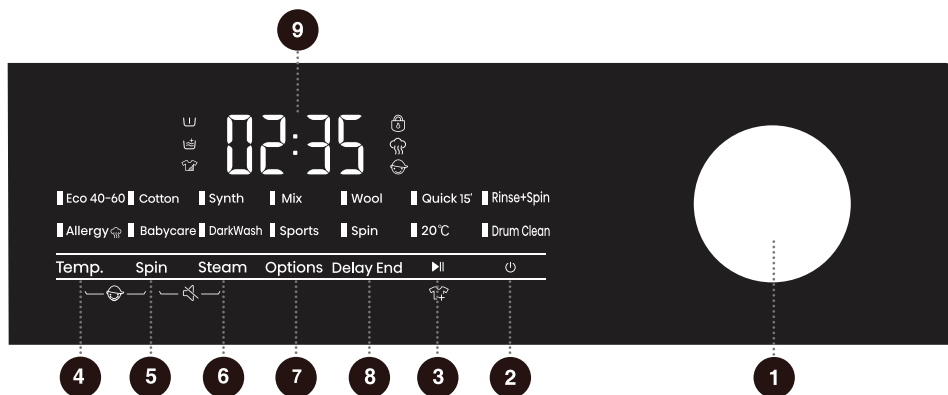 9
02:35
Eco 40-60 Cotton Synth Mix Wool Quick 15' Rinse+Spin
Allergy Babycare DarkWash Sports Spin 20℃ Drum Clean
Temp. Spin Steam Options Delay End
4 5 6 7 8 3 2 1